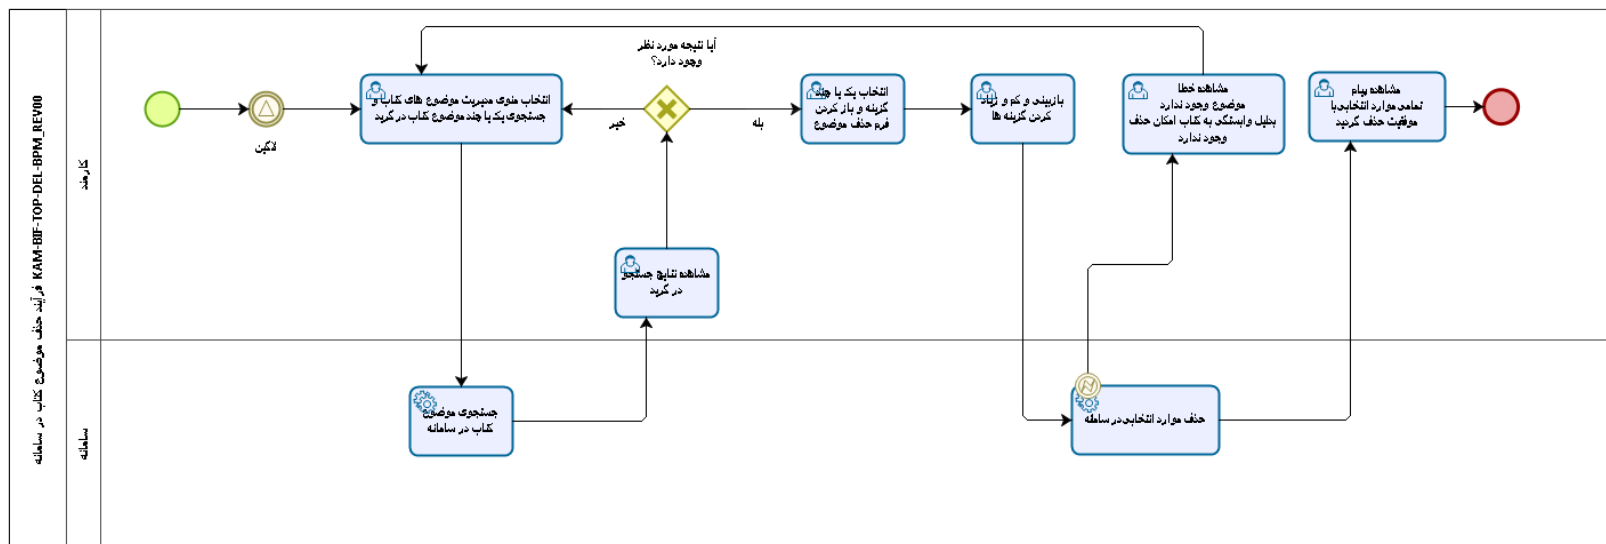 KAM-BIF-TOP-DEL-BPM_REV00 فرآیند حذف موضوع کتاب در سامانه
کارمند
سامانه
لاگین
انتخاب منوی مدیریت موضوع های کتاب و
جستجوی یک یا چند موضوع کتاب در گرید
جستجوی موضوع
کتاب در سامانه
مشاهده نتایج جستجو
در گرید
آیا نتیجه مورد نظر
وجود دارد؟
خیر
بله
انتخاب یک یا چند
گزینه و باز کردن
فرم حذف موضوع
بازبینی و کم و زیاد
کردن گزینه ها
حذف موارد انتخابی در سامانه
مشاهده خطا
موضوع وجود ندارد
بدلیل وابستگی به کتاب امکان حذف
وجود ندارد
مشاهده پیام
تمامی موارد انتخابی با
موفقیت حذف گردید